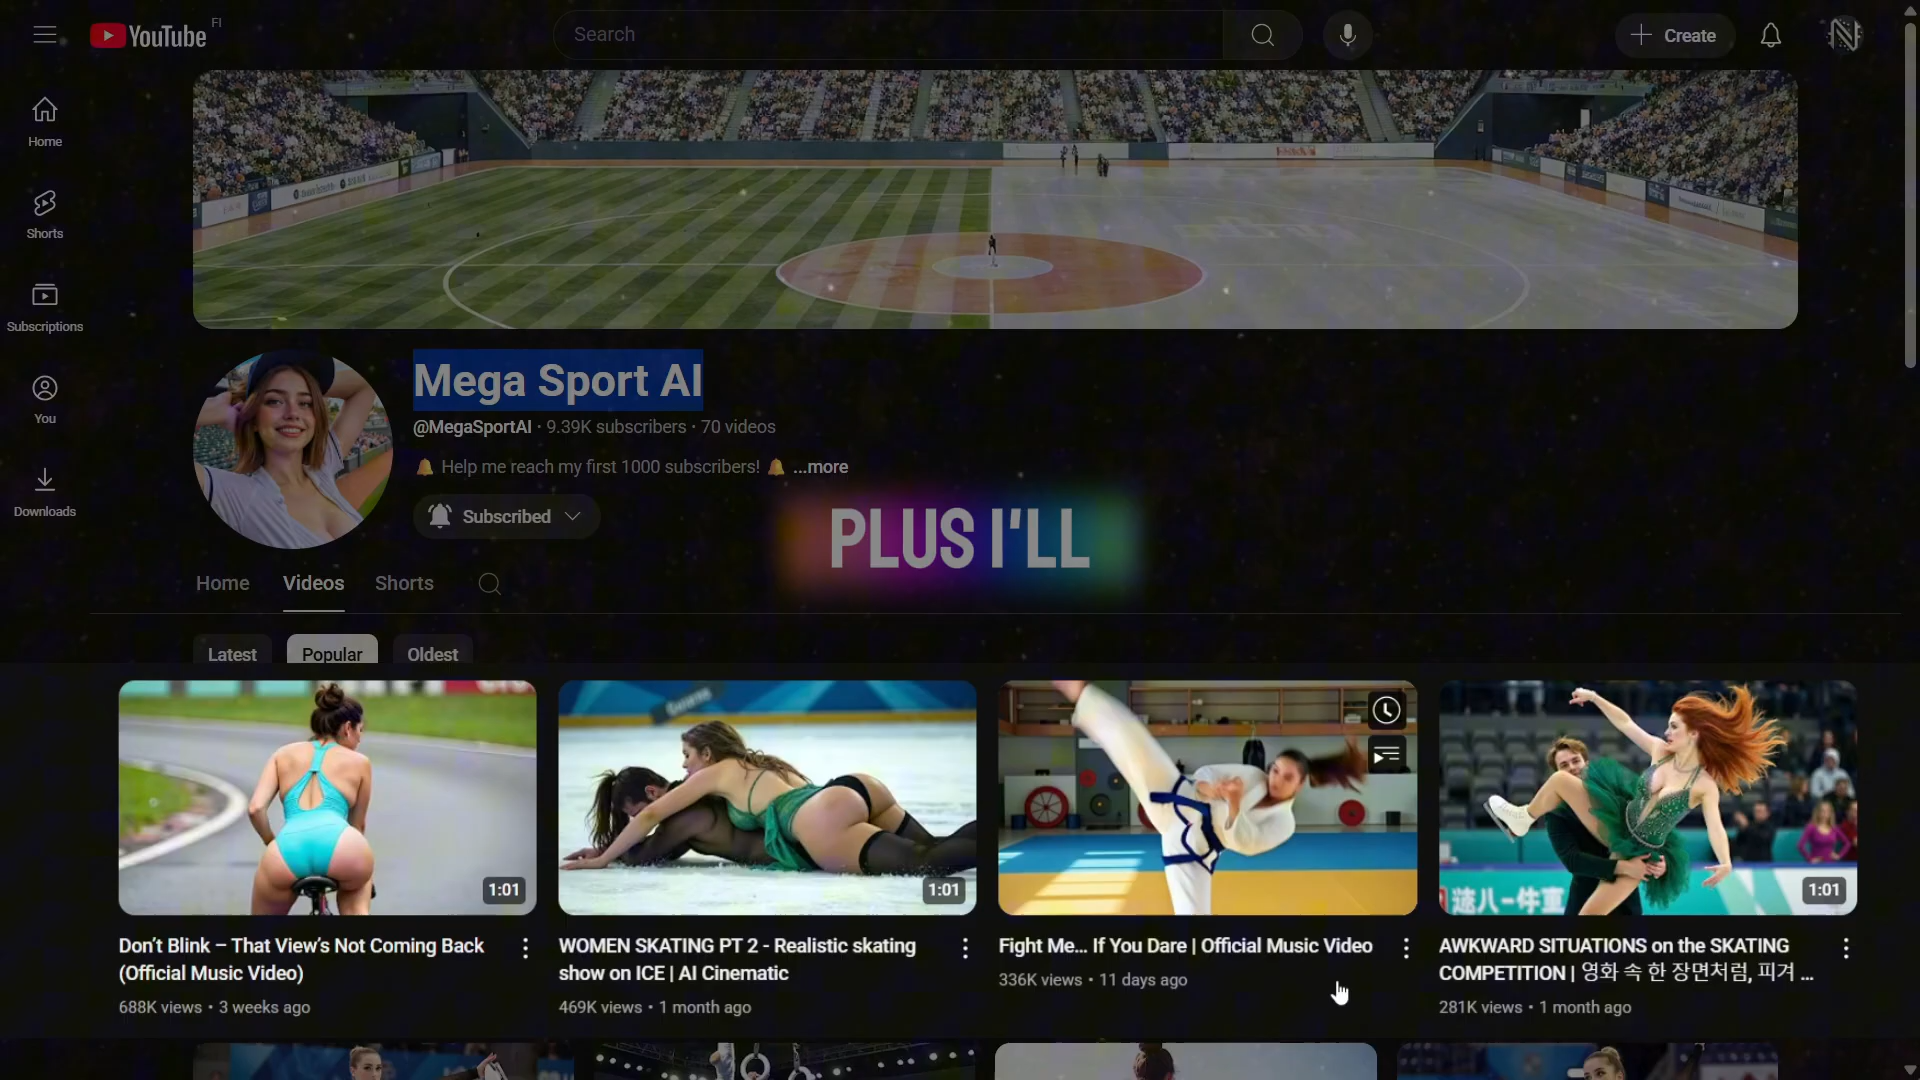 YouTube FI
Search
Create
Home
Shorts
Subscriptions
You
Downloads
Mega Sport AI
@MegaSportAI · 9.39K subscribers · 70 videos
🔔 Help me reach my first 1000 subscribers! 🔔 ...more
Subscribed
PLUS I'LL
Home Videos Shorts
Latest Popular Oldest
1:01
1:01
1:01
Don't Blink – That View's Not Coming Back
(Official Music Video)
688K views · 3 weeks ago
WOMEN SKATING PT 2 - Realistic skating
show on ICE | AI Cinematic
469K views · 1 month ago
Fight Me... If You Dare | Official Music Video
336K views · 11 days ago
AWKWARD SITUATIONS on the SKATING
COMPETITION | 영화 속 한 장면처럼, 피겨 ...
281K views · 1 month ago